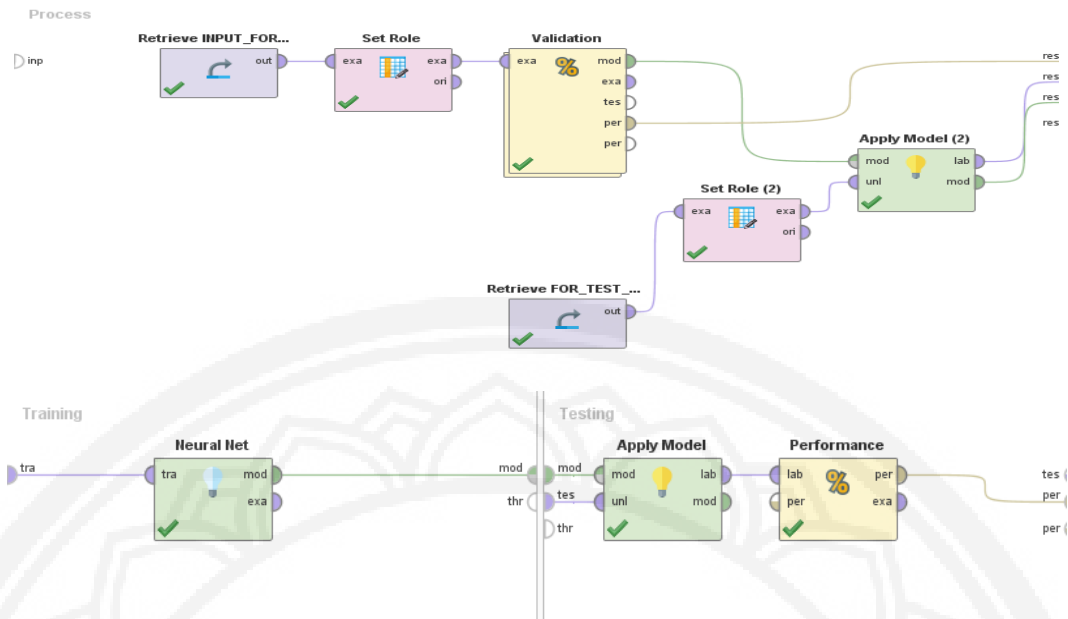 Process
Retrieve INPUT_FOR...
Set Role
Validation
inp
out
exa
exa
ori
exa
mod
exa
tes
per
per
res
res
res
res
Apply Model (2)
mod
unl
lab
mod
Set Role (2)
exa
exa
ori
Retrieve FOR_TEST_...
out
Training
Testing
Neural Net
Apply Model
Performance
tra
tra
mod
exa
mod
thr
mod
tes
thr
mod
unl
lab
mod
lab
per
per
exa
tes
per
per